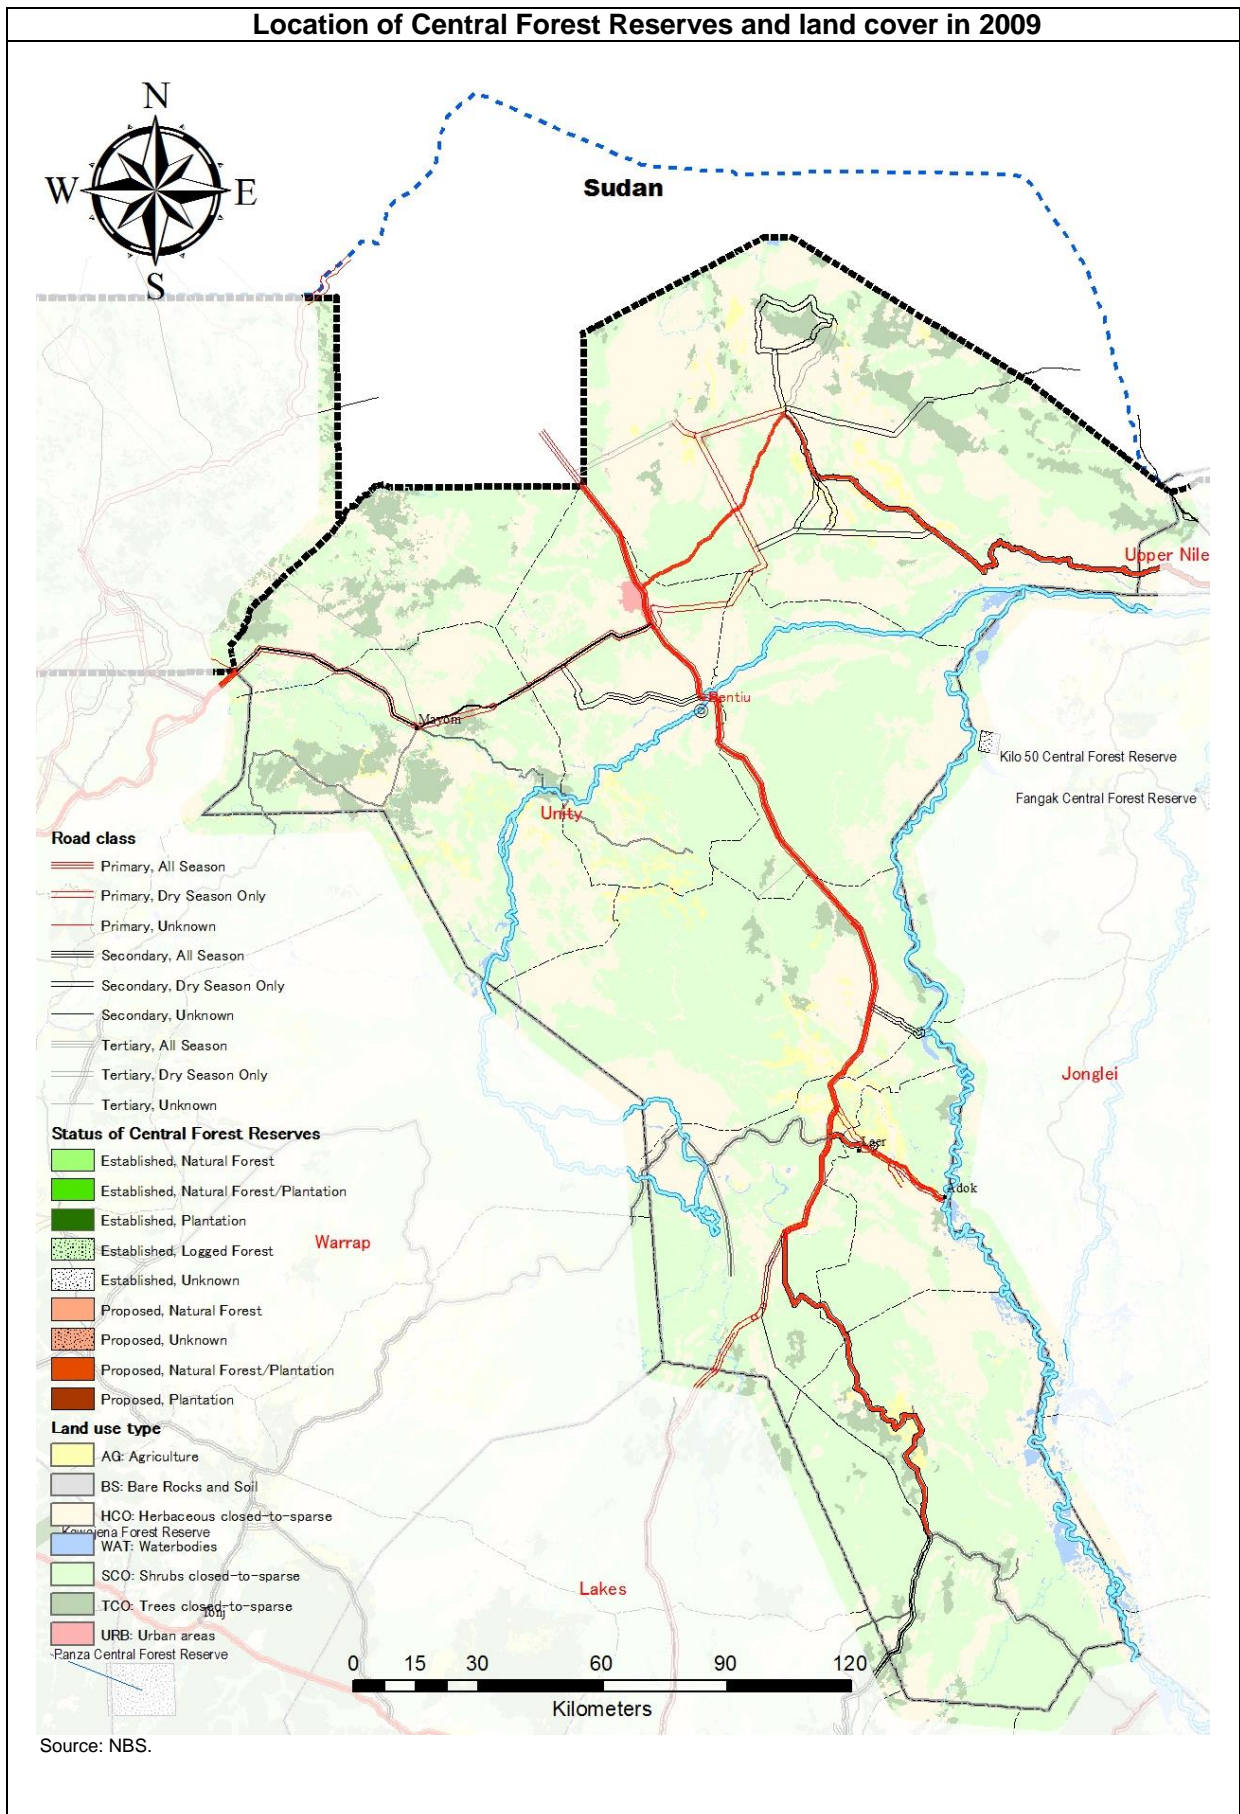 Location of Central Forest Reserves and land cover in 2009
N
W
E
S
Sudan
Upper Nile
Bentiu
Mayom
Kilo 50 Central Forest Reserve
Fangak Central Forest Reserve
Unity
Road class
Primary, All Season
Primary, Dry Season Only
Primary, Unknown
Secondary, All Season
Secondary, Dry Season Only
Secondary, Unknown
Tertiary, All Season
Tertiary, Dry Season Only
Tertiary, Unknown
Jonglei
Status of Central Forest Reserves
Established, Natural Forest
Established, Natural Forest/Plantation
Established, Plantation
Established, Logged Forest
Established, Unknown
Proposed, Natural Forest
Proposed, Unknown
Proposed, Natural Forest/Plantation
Proposed, Plantation
Laer
Adok
Warrap
Land use type
AG: Agriculture
BS: Bare Rocks and Soil
HCO: Herbaceous closed-to-sparse
Kowojena Forest Reserve
WAT: Waterbodies
SCO: Shrubs closed-to-sparse
TCO: Trees closed-to-sparse
Tonj
URB: Urban areas
Panza Central Forest Reserve
Lakes
0 15 30 60 90 120
Kilometers
Source: NBS.